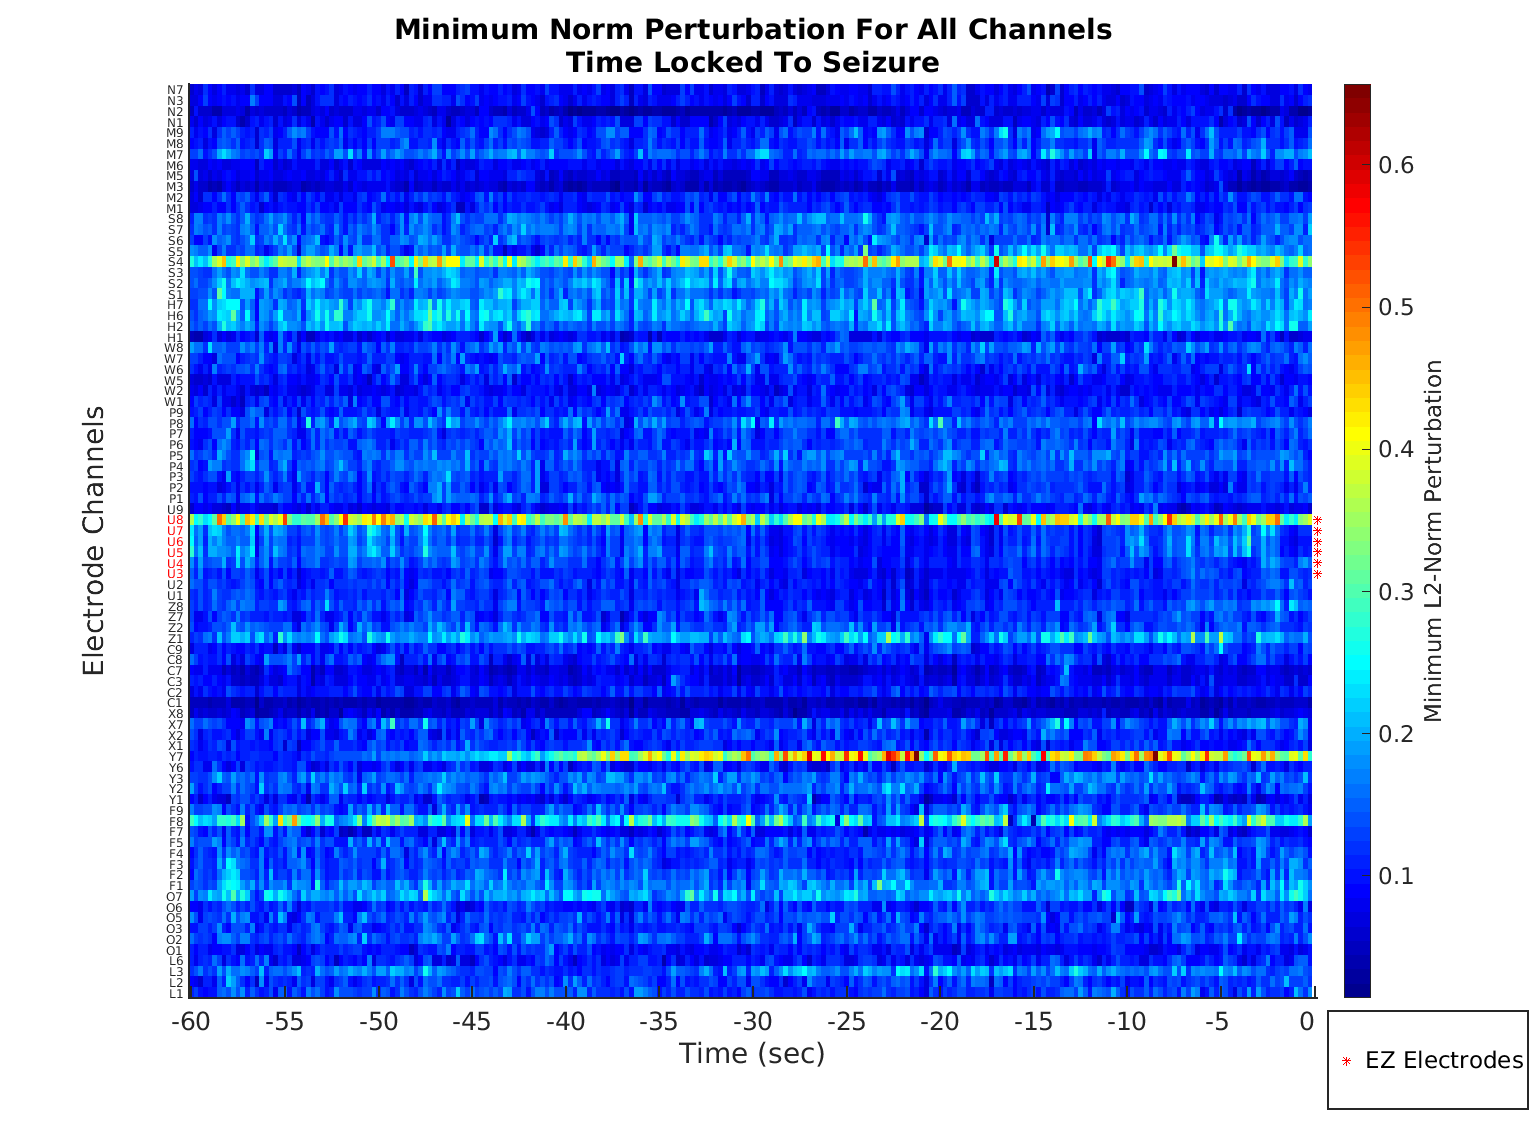 Minimum Norm Perturbation For All Channels
Time Locked To Seizure
Electrode Channels
N7
N3
N2
N1
M9
M8
M7
M6
M5
M3
M2
M1
S8
S7
S6
S5
S4
S3
S2
S1
H7
H6
H2
H1
W8
W7
W6
W5
W2
W1
P9
P8
P7
P6
P5
P4
P3
P2
P1
U9
U8
U7
U6
U5
U4
U3
U2
U1
Z8
Z7
Z2
Z1
C9
C8
C7
C3
C2
C1
X8
X7
X2
X1
Y7
Y6
Y3
Y2
Y1
F9
F8
F7
F5
F4
F3
F2
F1
O7
O6
O5
O3
O2
O1
L6
L3
L2
L1
-60 -55 -50 -45 -40 -35 -30 -25 -20 -15 -10 -5 0
Time (sec)
0.6
0.5
0.4
0.3
0.2
0.1
Minimum L2-Norm Perturbation
EZ Electrodes